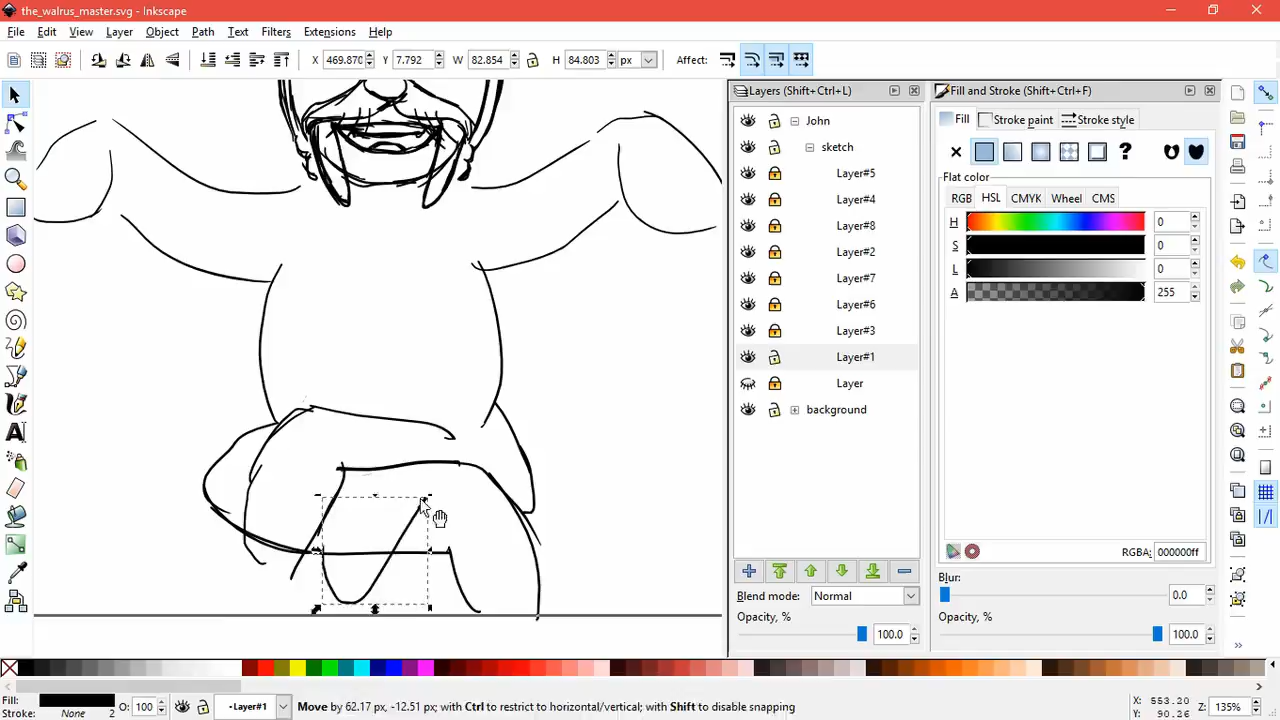 the_walrus_master.svg - Inkscape
File Edit View Layer Object Path Text Filters Extensions Help
X 469.870 Y 7.792 W 82.854 H 84.803 px Affect:
Layers (Shift+Ctrl+L)
John
sketch
Layer#5
Layer#4
Layer#8
Layer#2
Layer#7
Layer#6
Layer#3
Layer#1
Layer
background
Blend mode: Normal
Opacity, %
100.0
Fill and Stroke (Shift+Ctrl+F)
Fill Stroke paint Stroke style
?
Flat color
RGB HSL CMYK Wheel CMS
H 0
S 0
L 0
A 255
RGBA: 000000ff
Blur:
0.0
Opacity, %
100.0
Fill:
Stroke: None 2
O: 100
Layer#1
Move by 62.17 px, -12.51 px; with Ctrl to restrict to horizontal/vertical; with Shift to disable snapping
X: 553.20
Y: 90.26
Z: 135%